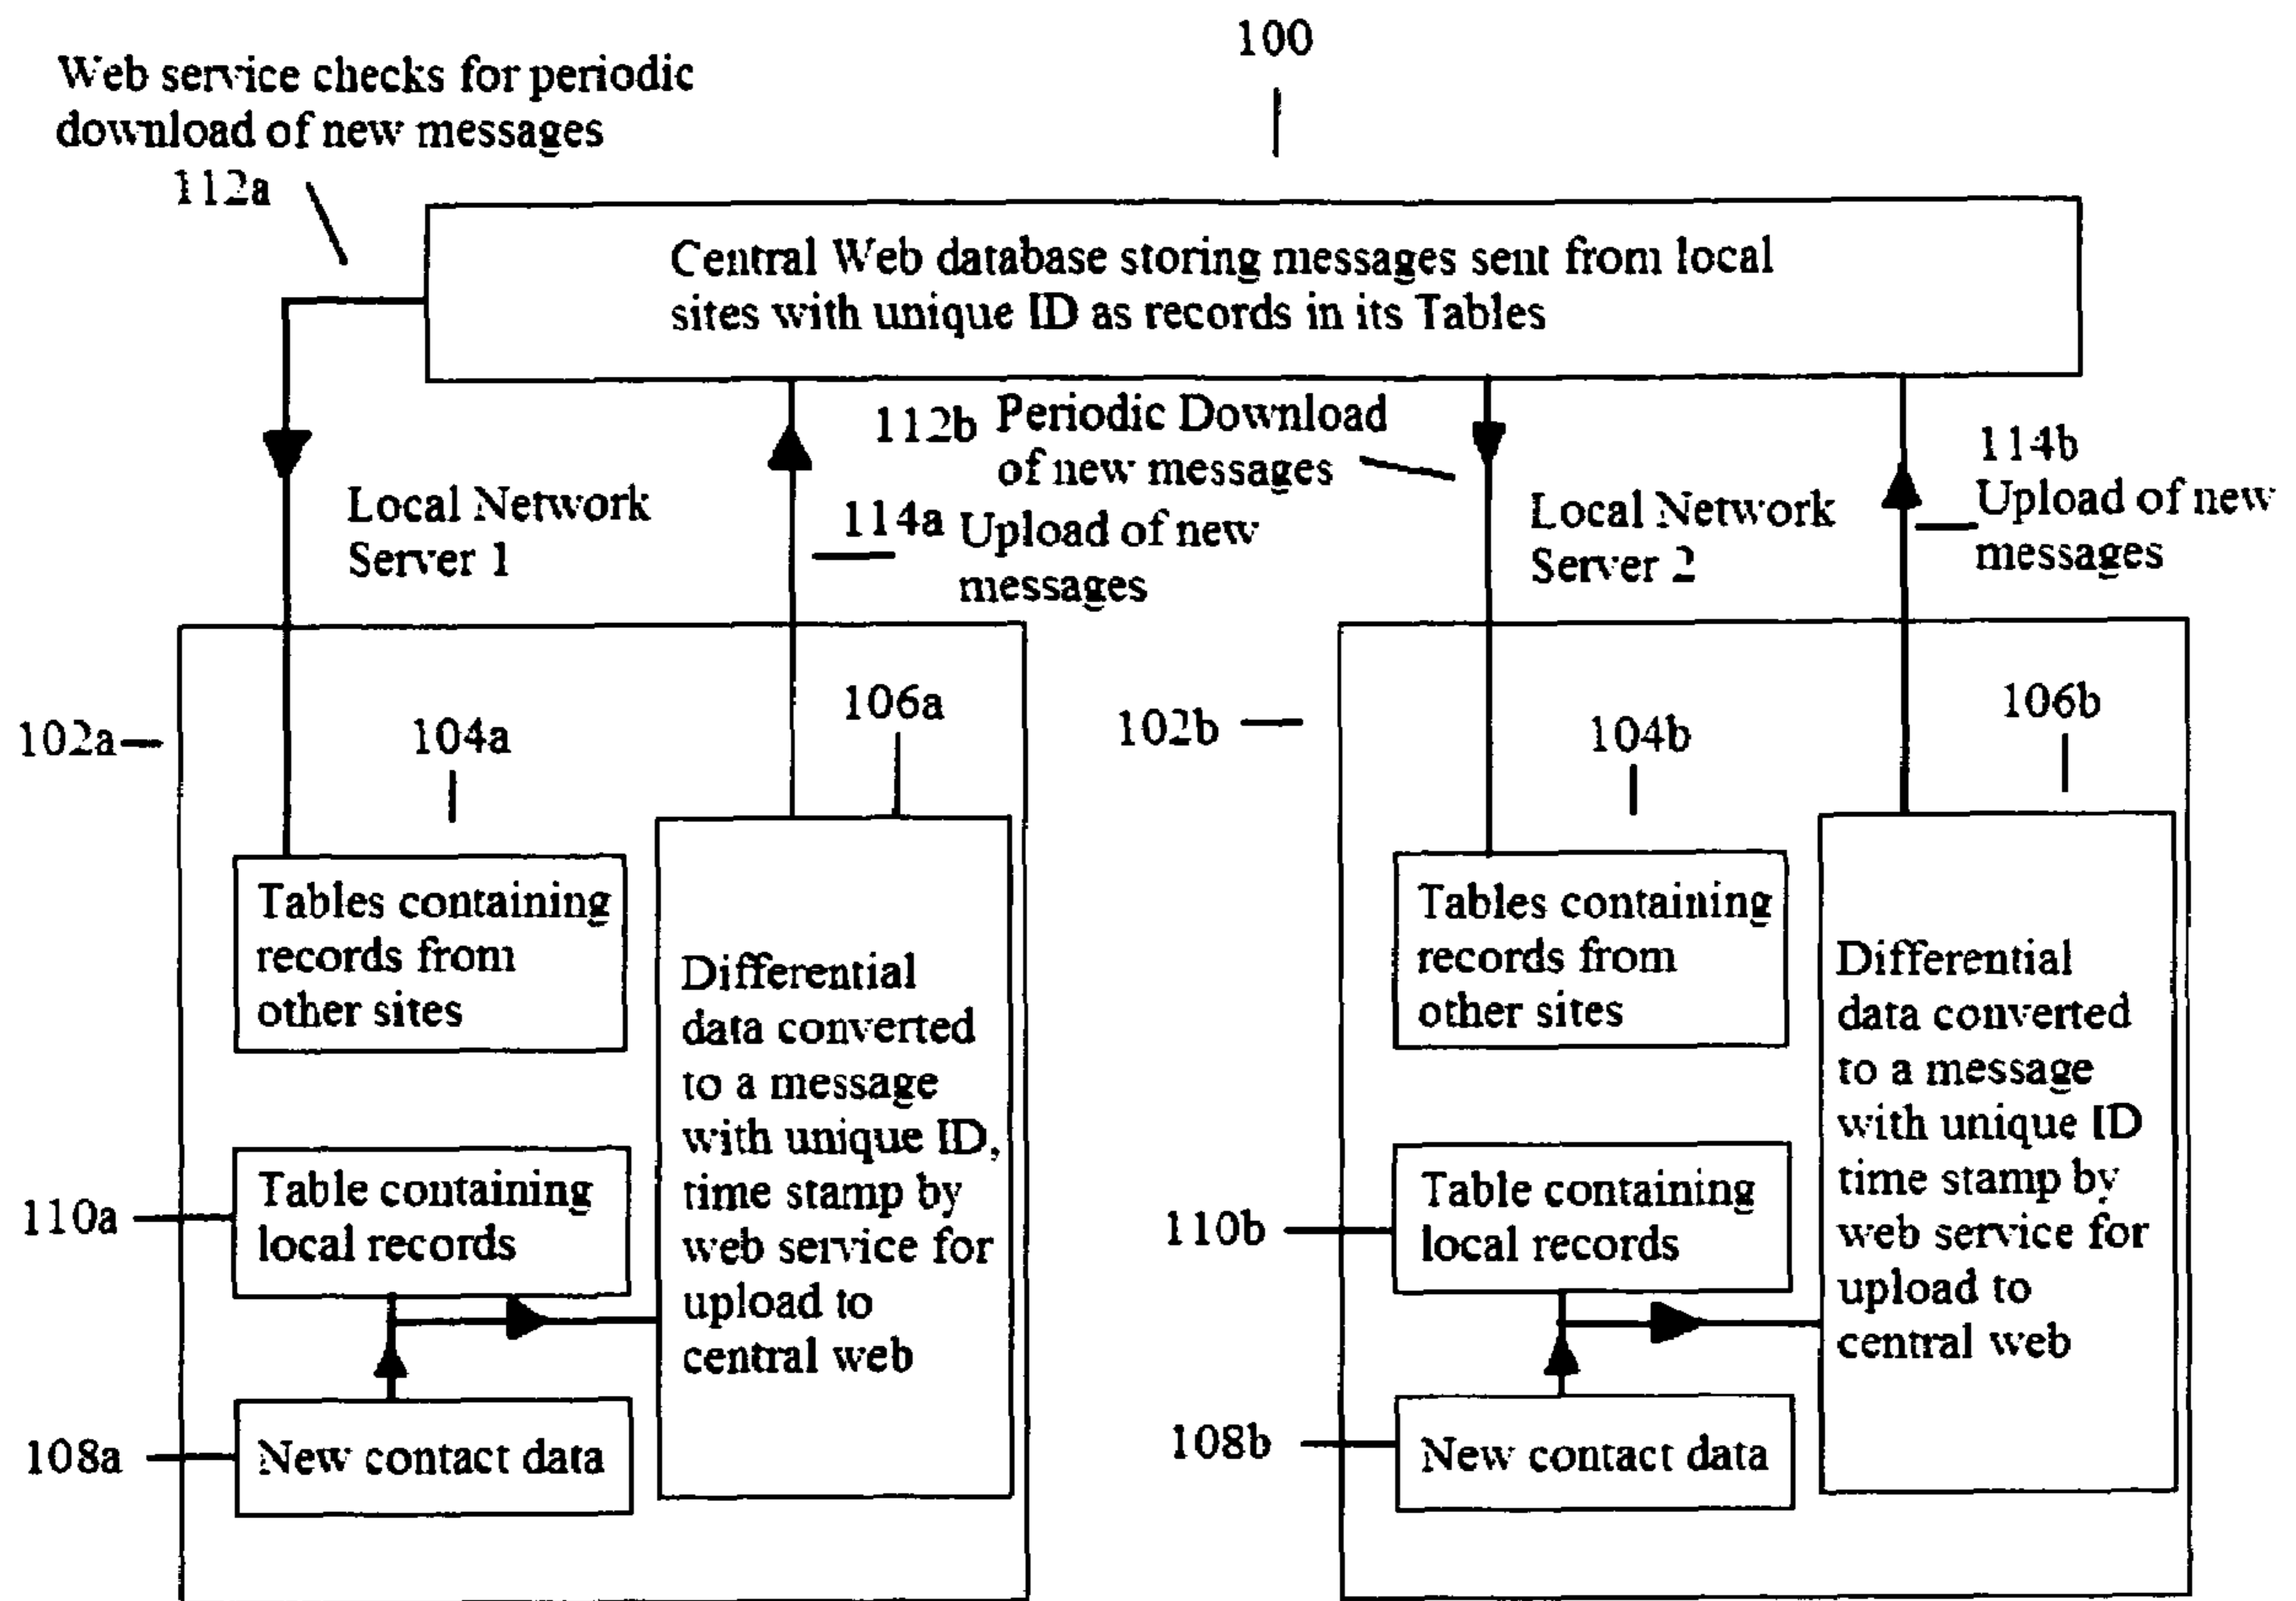 100
Web service checks for periodic
download of new messages
112a
Central Web database storing messages sent from local
sites with unique ID as records in its Tables
112b
Periodic Download
of new messages
114a
Upload of new
messages
114b
Upload of new
messages
Local Network
Server 1
Local Network
Server 2
102a
104a
106a
Tables containing
records from
other sites
Differential
data converted
to a message
with unique ID,
time stamp by
web service for
upload to
central web
110a
Table containing
local records
108a
New contact data
102b
104b
106b
Tables containing
records from
other sites
Differential
data converted
to a message
with unique ID
time stamp by
web service for
upload to
central web
110b
Table containing
local records
108b
New contact data